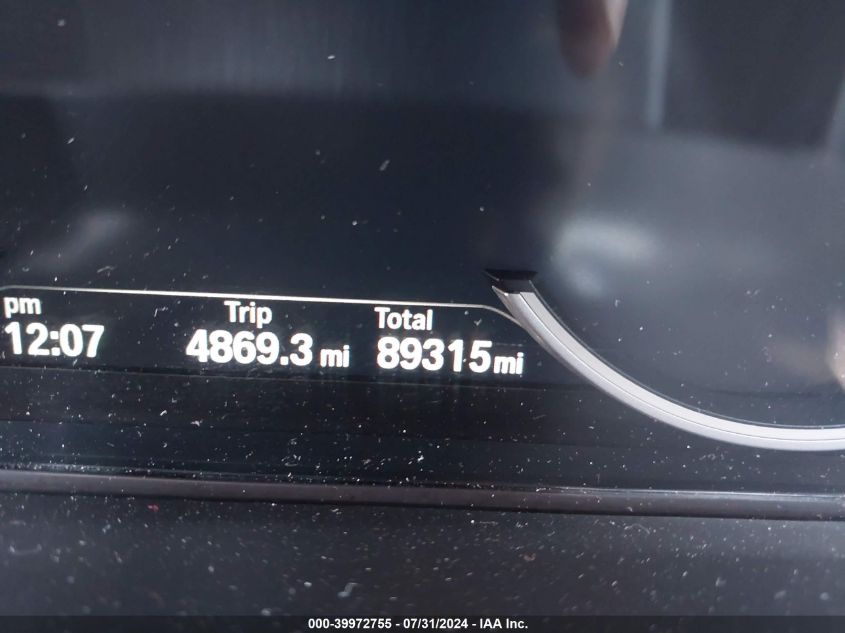 pm Trip Total
12:07 4869.3 mi 89315 mi
000-39972755 - 07/31/2024 - IAA Inc.